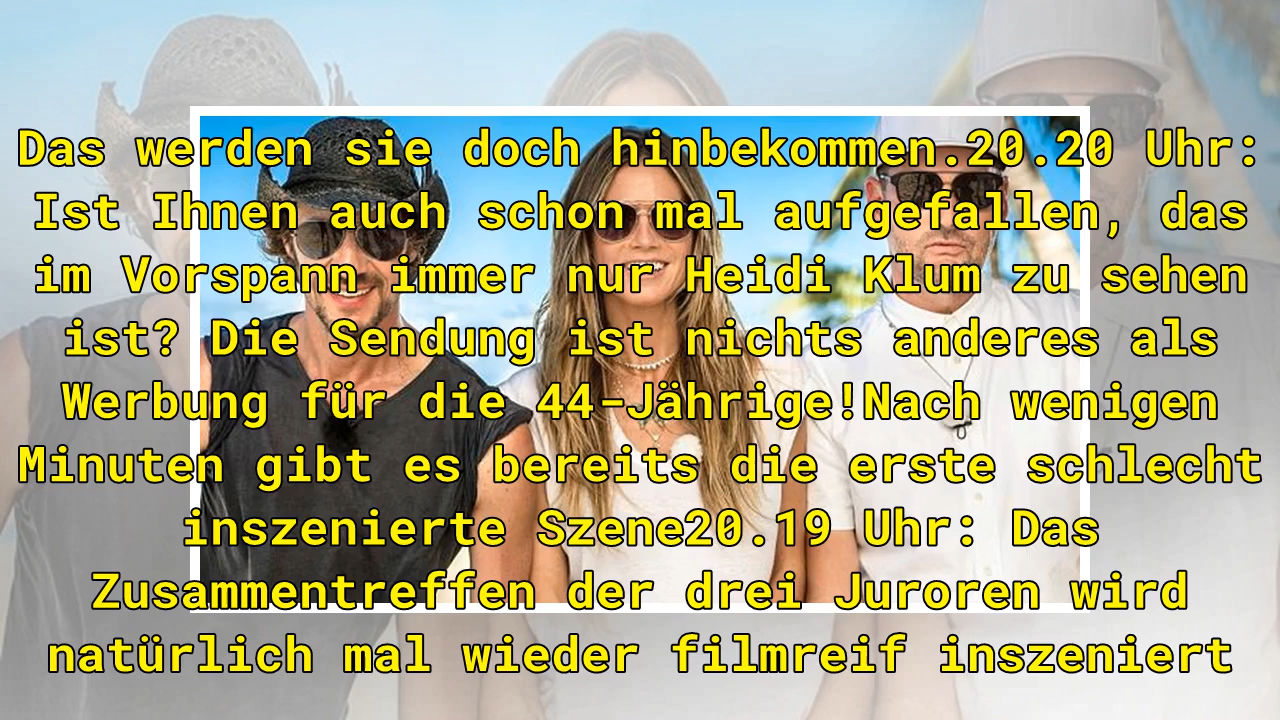 Das werden sie doch hinbekommen.20.20 Uhr:
Ist Ihnen auch schon mal aufgefallen, das
im Vorspann immer nur Heidi Klum zu sehen
ist? Die Sendung ist nichts anderes als
Werbung für die 44-Jährige!Nach wenigen
Minuten gibt es bereits die erste schlecht
inszenierte Szene20.19 Uhr: Das
Zusammentreffen der drei Juroren wird
natürlich mal wieder filmreif inszeniert